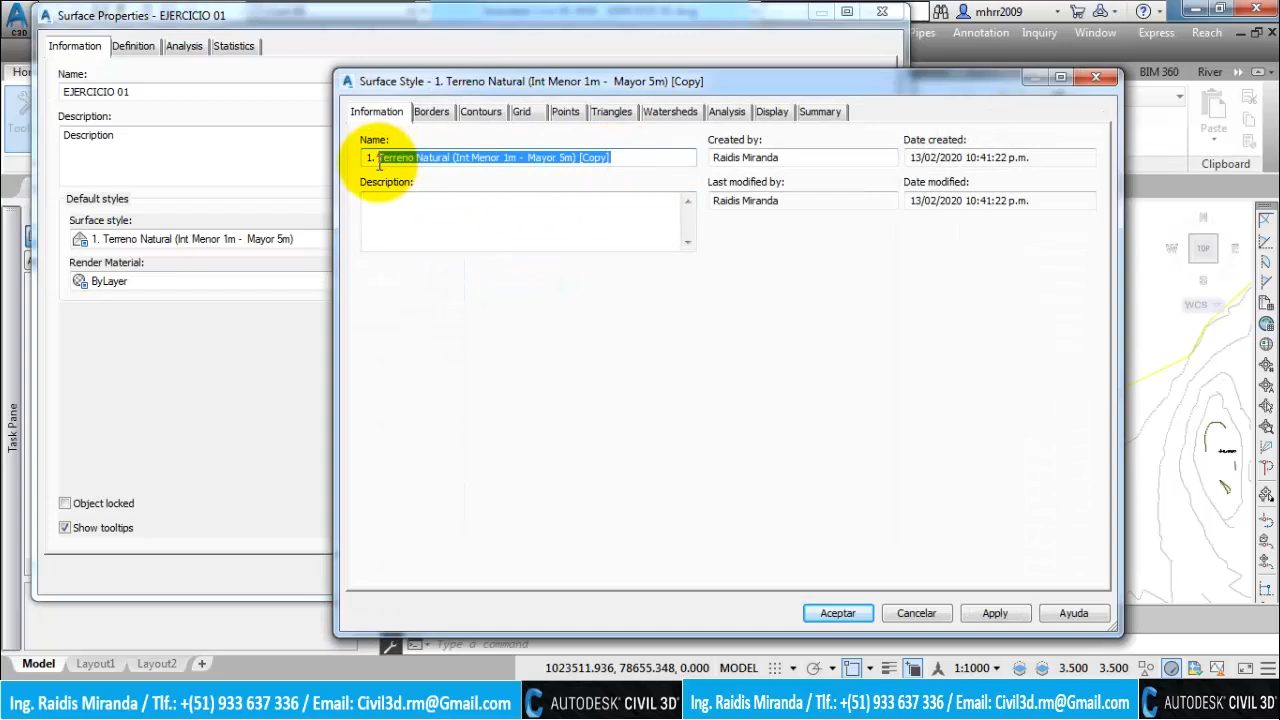 Surface Properties - EJERCICIO 01
mhrr2009
Pipes
Annotation
Inquiry
Window
Express
Reach
BIM 360
River
Information
Definition
Analysis
Statistics
Name:
EJERCICIO 01
Description:
Description
Default styles
Surface style:
1. Terreno Natural (Int Menor 1m - Mayor 5m)
Render Material:
ByLayer
Object locked
Show tooltips
Surface Style - 1. Terreno Natural (Int Menor 1m - Mayor 5m) [Copy]
Information
Borders
Contours
Grid
Points
Triangles
Watersheds
Analysis
Display
Summary
Name:
1. Terreno Natural (Int Menor 1m - Mayor 5m) [Copy]
Description:
Created by:
Raidis Miranda
Date created:
13/02/2020 10:41:22 p.m.
Last modified by:
Raidis Miranda
Date modified:
13/02/2020 10:41:22 p.m.
Aceptar
Cancelar
Apply
Ayuda
C3D
Paste
TOP
WCS
Task Pane
Type a command
Model
Layout1
Layout2
1023511.936, 78655.348, 0.000
MODEL
1:1000
3.500
3.500
Ing. Raidis Miranda / Tlf.: +(51) 933 637 336 / Email: Civil3d.rm@Gmail.com
AUTODESK CIVIL 3D
Ing. Raidis Miranda / Tlf.: +(51) 933 637 336 / Email: Civil3d.rm@Gmail.com
AUTODESK CIVIL 3D